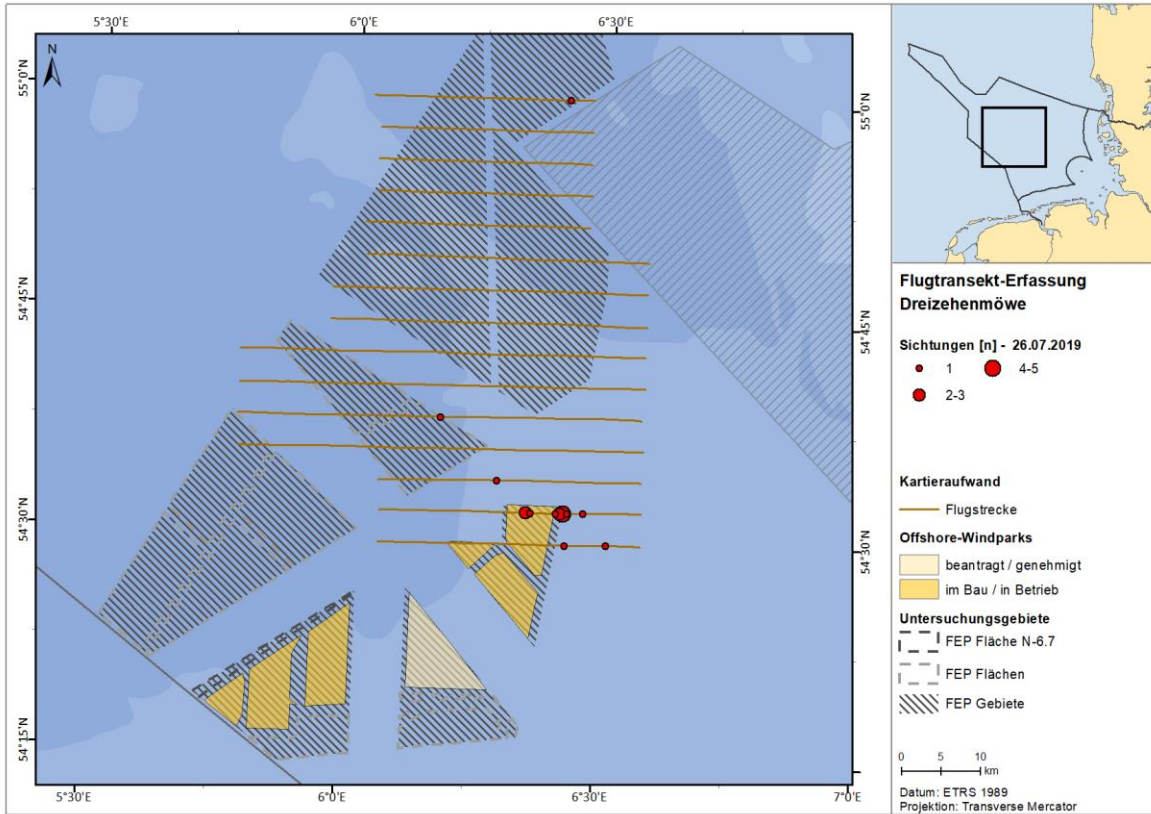 5°30'E
6°0'E
6°30'E
N
55°0'N
54°45'N
54°30'N
54°15'N
55°0'N
54°45'N
54°30'N
5°30'E
6°0'E
6°30'E
7°0'E
Flugtransekt-Erfassung
Dreizehenmöwe
Sichtungen [n] - 26.07.2019
1
4-5
2-3
Kartieraufwand
Flugstrecke
Offshore-Windparks
beantragt / genehmigt
im Bau / in Betrieb
Untersuchungsgebiete
FEP Fläche N-6.7
FEP Flächen
FEP Gebiete
0 5 10
km
Datum: ETRS 1989
Projektion: Transverse Mercator